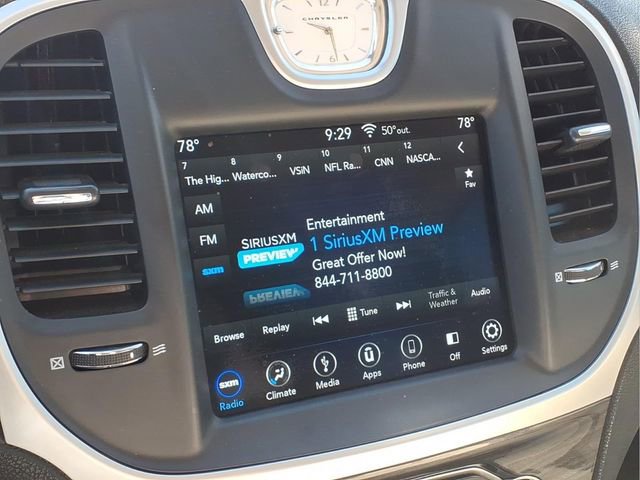 CHRYSLER
78° 9:29 50° out. 78°
7 8 9 10 11 12
The Hig... Waterco... VSIN NFL Ra... CNN NASCA...
Fav
AM
FM
sxm
SIRIUSXM
PREVIEW
Entertainment
1 SiriusXM Preview
Great Offer Now!
844-711-8800
PREVIEW
Browse Replay Tune Traffic & Weather Audio
sxm
Radio Climate Media Apps Phone Off Settings